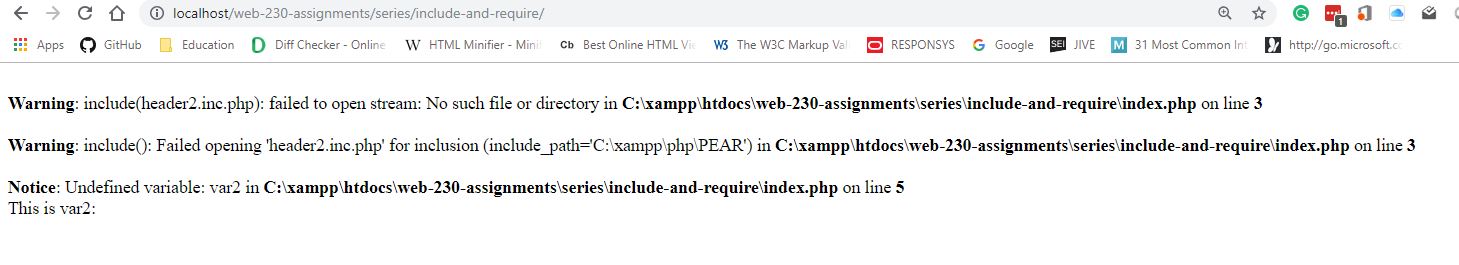 localhost/web-230-assignments/series/include-and-require/
1
Apps GitHub Education Diff Checker - Online HTML Minifier - Mini Best Online HTML Vie The W3C Markup Val RESPONSYS Google SEI JIVE 31 Most Common Int http://go.microsoft.co
Warning: include(header2.inc.php): failed to open stream: No such file or directory in C:\xampp\htdocs\web-230-assignments\series\include-and-require\index.php on line 3
Warning: include(): Failed opening 'header2.inc.php' for inclusion (include_path='C:\xampp\php\PEAR') in C:\xampp\htdocs\web-230-assignments\series\include-and-require\index.php on line 3
Notice: Undefined variable: var2 in C:\xampp\htdocs\web-230-assignments\series\include-and-require\index.php on line 5
This is var2: